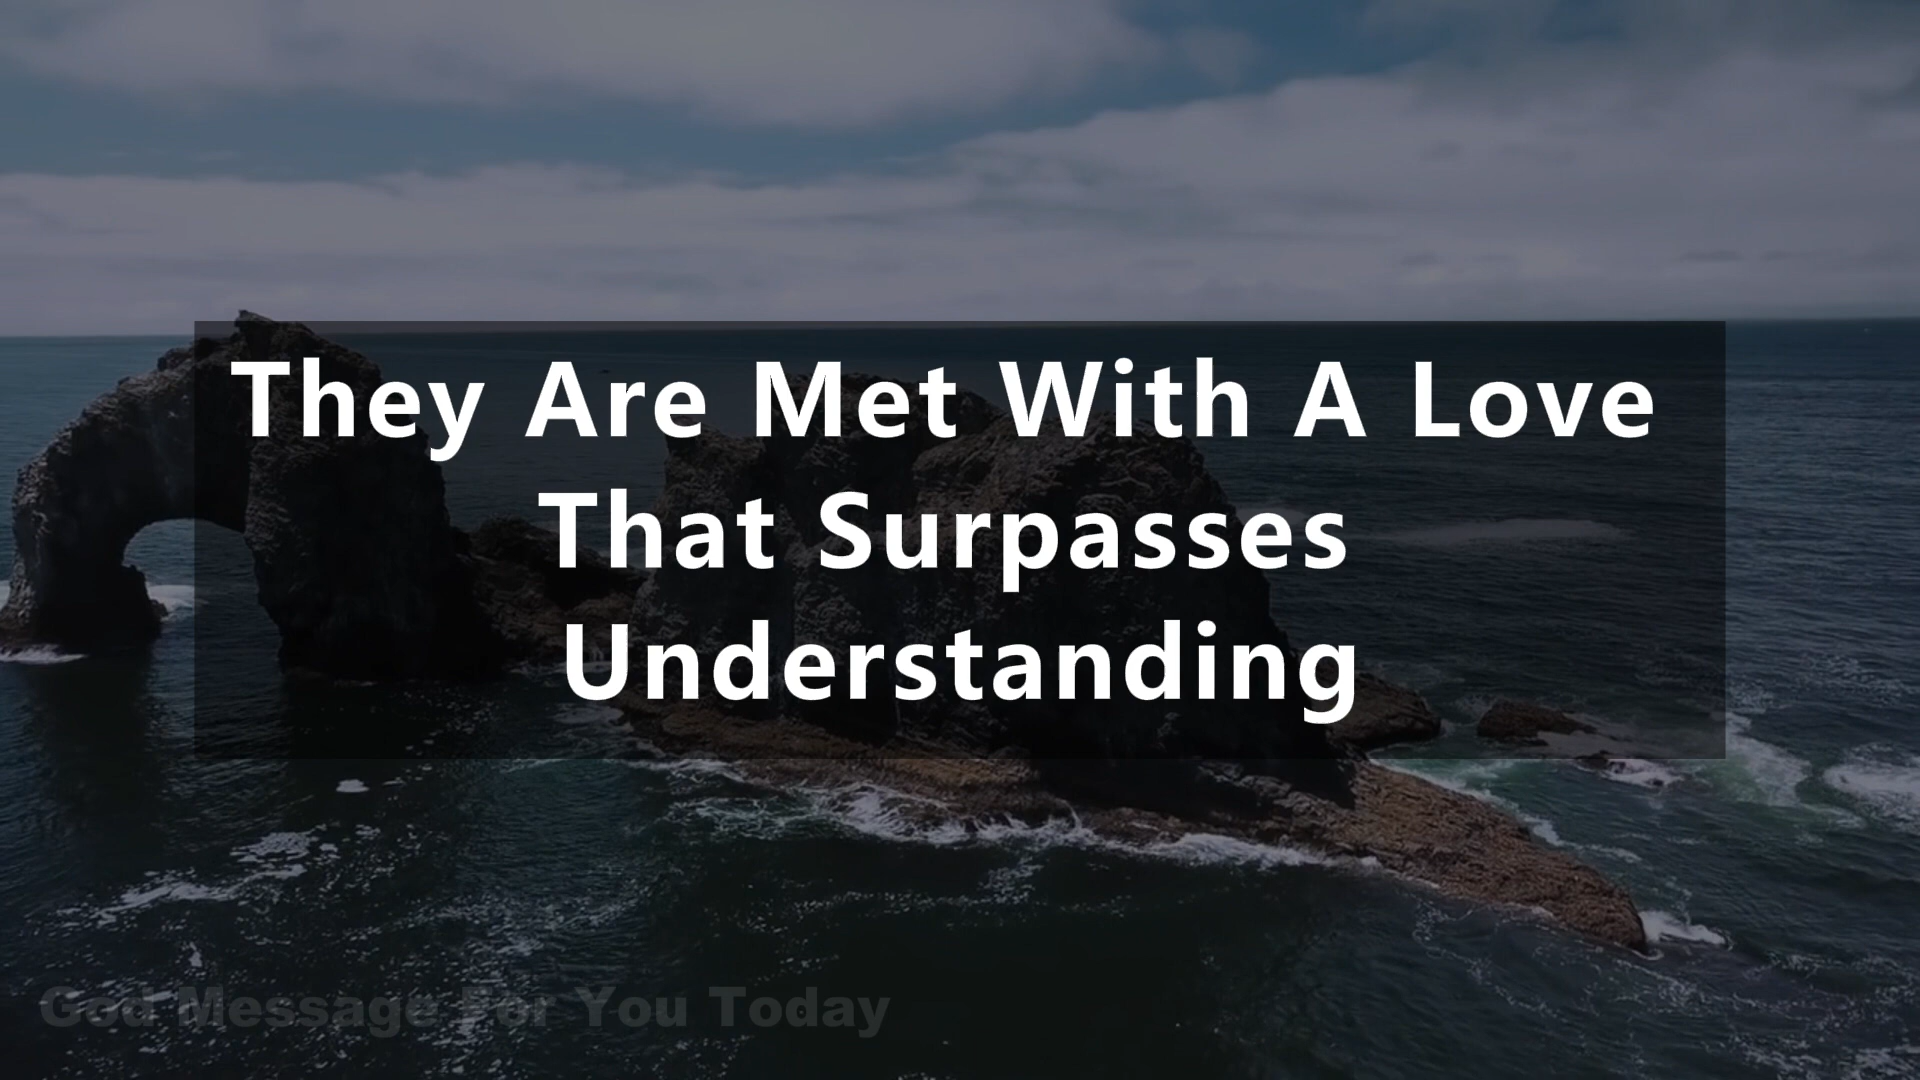 They Are Met With A Love
That Surpasses
Understanding
God Message For You Today